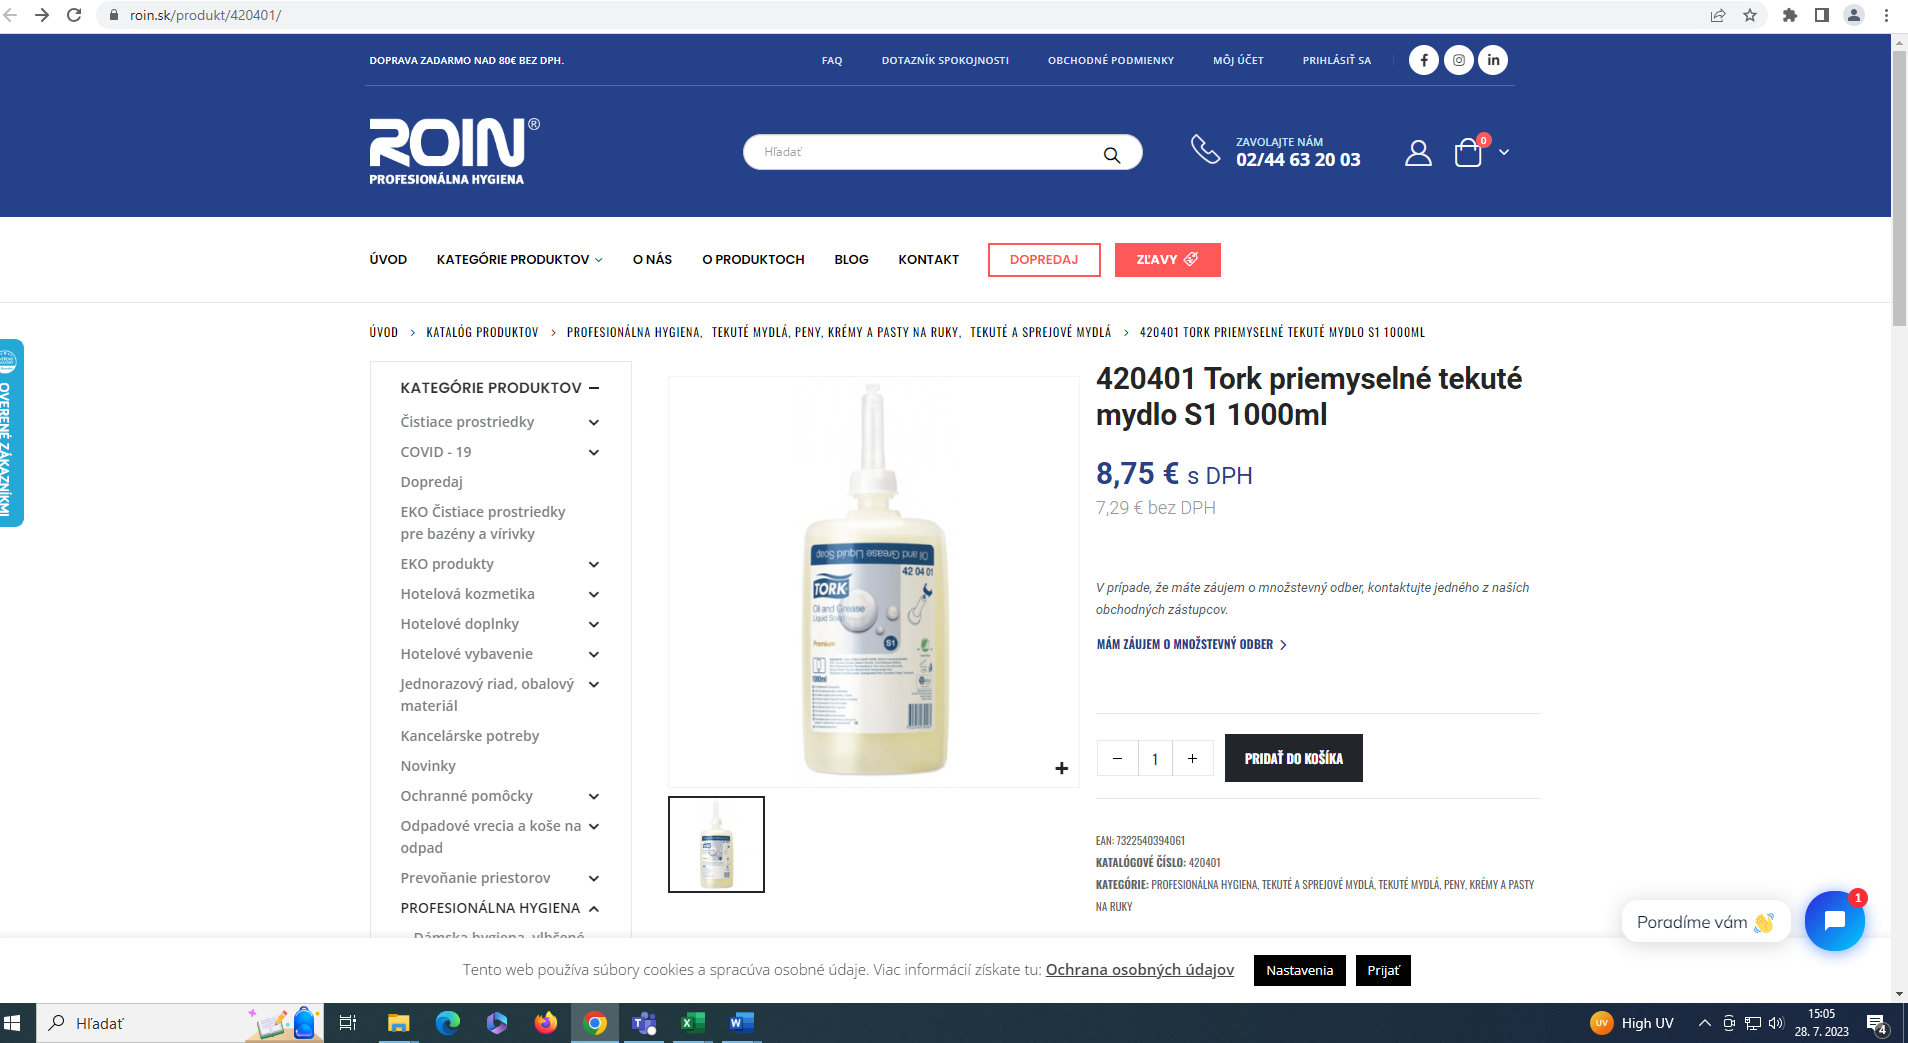 roin.sk/produkt/420401/
DOPRAVA ZADARMO NAD 80€ BEZ DPH.
FAQ
DOTAZNÍK SPOKOJNOSTI
OBCHODNÉ PODMIENKY
MÔJ ÚČET
PRIHLÁSIŤ SA
ROIN®
PROFESIONÁLNA HYGIENA
Hľadať
ZAVOLAJTE NÁM
02/44 63 20 03
0
ÚVOD
KATEGÓRIE PRODUKTOV
O NÁS
O PRODUKTOCH
BLOG
KONTAKT
DOPREDAJ
ZĽAVY
ÚVOD > KATALÓG PRODUKTOV > PROFESIONÁLNA HYGIENA, TEKUTÉ MYDLÁ, PENY, KRÉMY A PASTY NA RUKY, TEKUTÉ A SPREJOVÉ MYDLÁ > 420401 TORK PRIEMYSELNÉ TEKUTÉ MYDLO S1 1000ML
OVERENÉ ZÁKAZNÍKMI
KATEGÓRIE PRODUKTOV
Čistiace prostriedky
COVID - 19
Dopredaj
EKO Čistiace prostriedky
pre bazény a vírivky
EKO produkty
Hotelová kozmetika
Hotelové doplnky
Hotelové vybavenie
Jednorazový riad, obalový
materiál
Kancelárske potreby
Novinky
Ochranné pomôcky
Odpadové vrecia a koše na
odpad
Prevoňanie priestorov
PROFESIONÁLNA HYGIENA
Dámska hygiena, vlhčené
Oil and Grease Liquid Soap
42 04 01
TORK
Oil and Grease
Liquid Soap
Premium
S1
1000ml
420401 Tork priemyselné tekuté
mydlo S1 1000ml
8,75 € s DPH
7,29 € bez DPH
V prípade, že máte záujem o množstevný odber, kontaktujte jedného z naších
obchodných zástupcov.
MÁM ZÁUJEM O MNOŽSTEVNÝ ODBER
- 1 +
PRIDAŤ DO KOŠÍKA
EAN: 7322540394061
KATALÓGOVÉ ČÍSLO: 420401
KATEGÓRIE: PROFESIONÁLNA HYGIENA, TEKUTÉ A SPREJOVÉ MYDLÁ, TEKUTÉ MYDLÁ, PENY, KRÉMY A PASTY
NA RUKY
Poradíme vám 👋
1
Tento web používa súbory cookies a spracúva osobné údaje. Viac informácií získate tu: Ochrana osobných údajov
Nastavenia
Prijať
Hľadať
High UV
15:05
28. 7. 2023
4